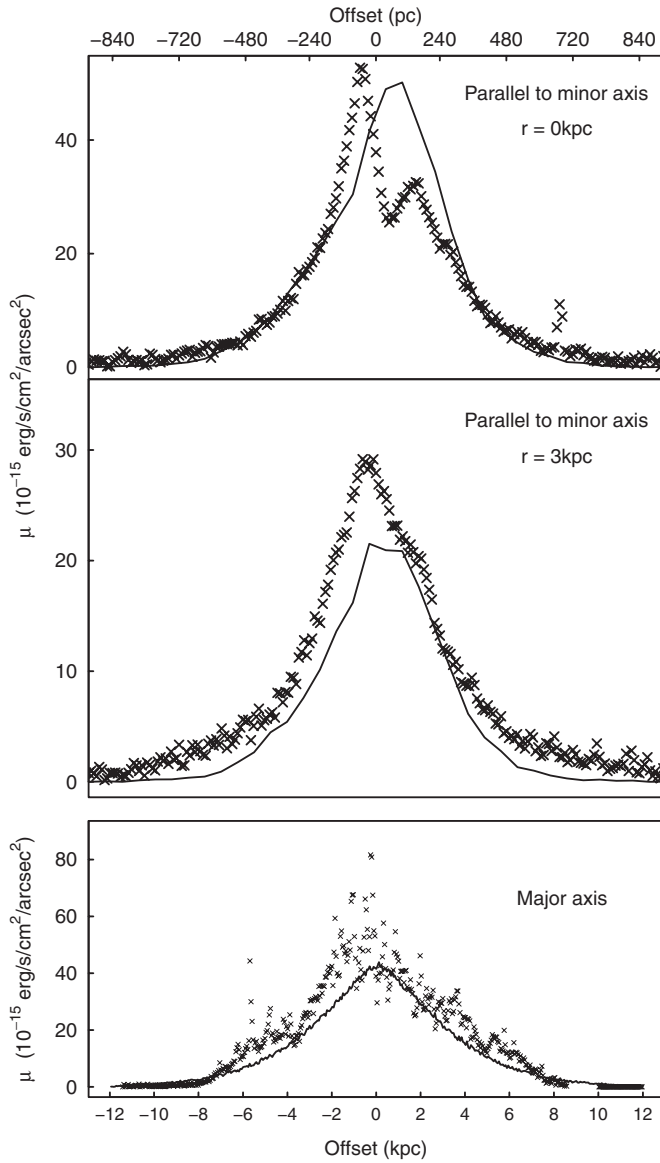 Offset (pc)
−840 −720 −480 −240 0 240 480 720 840
Parallel to minor axis
r = 0kpc
40
20
0
μ (10⁻¹⁵ erg/s/cm²/arcsec²)
Parallel to minor axis
r = 3kpc
30
20
10
0
Major axis
80
60
40
20
0
μ (10⁻¹⁵ erg/s/cm²/arcsec²)
−12 −10 −8 −6 −4 −2 0 2 4 6 8 10 12
Offset (kpc)